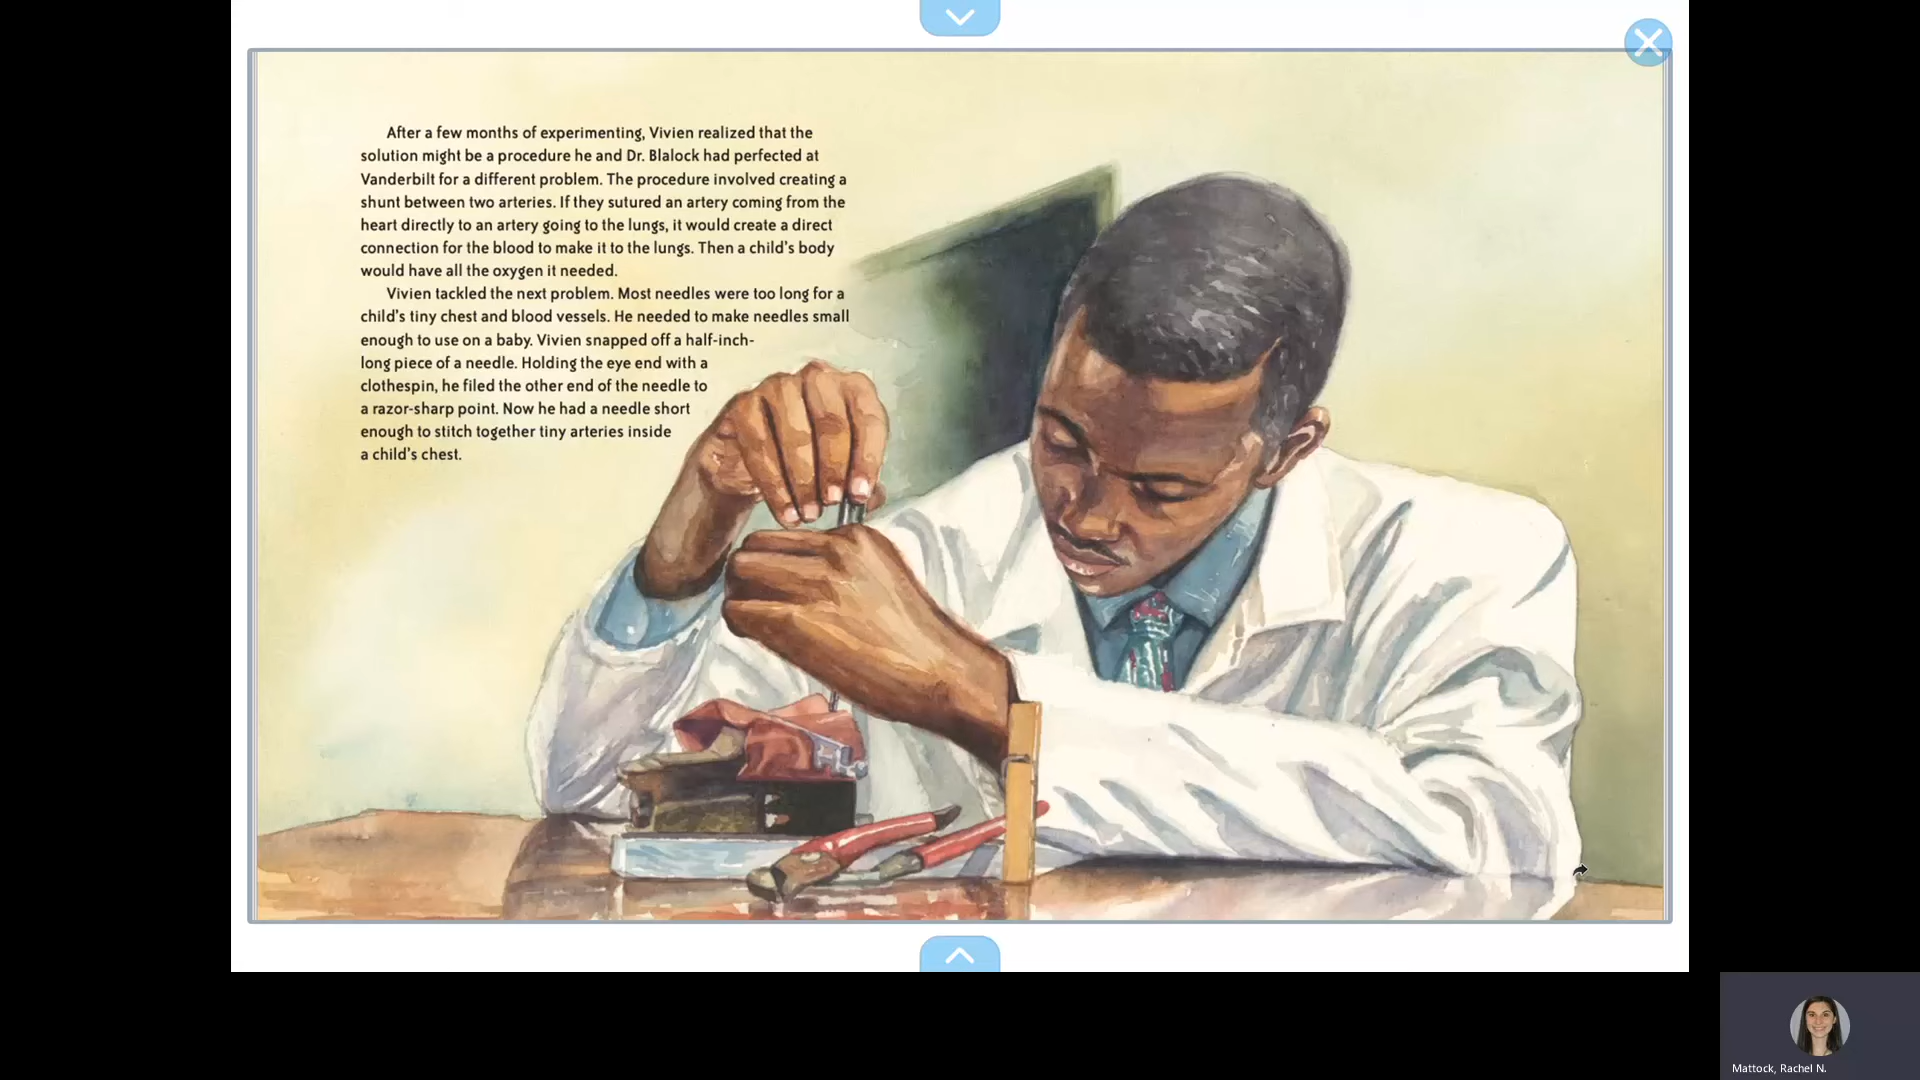 After a few months of experimenting, Vivien realized that the
solution might be a procedure he and Dr. Blalock had perfected at
Vanderbilt for a different problem. The procedure involved creating a
shunt between two arteries. If they sutured an artery coming from the
heart directly to an artery going to the lungs, it would create a direct
connection for the blood to make it to the lungs. Then a child's body
would have all the oxygen it needed.
Vivien tackled the next problem. Most needles were too long for a
child's tiny chest and blood vessels. He needed to make needles small
enough to use on a baby. Vivien snapped off a half-inch-
long piece of a needle. Holding the eye end with a
clothespin, he filed the other end of the needle to
a razor-sharp point. Now he had a needle short
enough to stitch together tiny arteries inside
a child's chest.
Mattock, Rachel N.